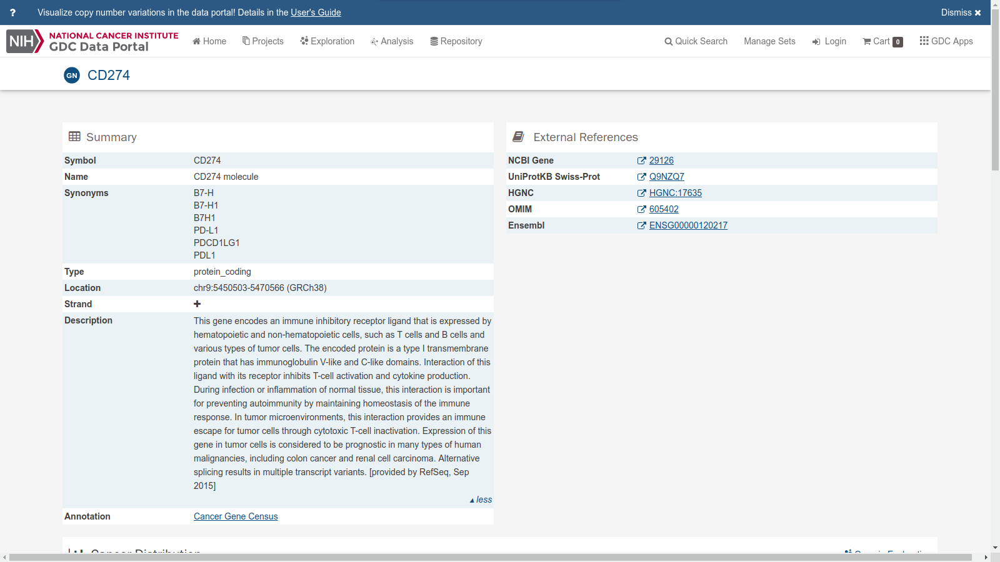 ? Visualize copy number variations in the data portal! Details in the User's Guide Dismiss ✖
NIH NATIONAL CANCER INSTITUTE
GDC Data Portal
Home Projects Exploration Analysis Repository Quick Search Manage Sets Login Cart 0 GDC Apps
GN CD274
Summary
Symbol CD274
Name CD274 molecule
Synonyms B7-H
B7-H1
B7H1
PD-L1
PDCD1LG1
PDL1
Type protein_coding
Location chr9:5450503-5470566 (GRCh38)
Strand +
Description This gene encodes an immune inhibitory receptor ligand that is expressed by
hematopoietic and non-hematopoietic cells, such as T cells and B cells and
various types of tumor cells. The encoded protein is a type I transmembrane
protein that has immunoglobulin V-like and C-like domains. Interaction of this
ligand with its receptor inhibits T-cell activation and cytokine production.
During infection or inflammation of normal tissue, this interaction is important
for preventing autoimmunity by maintaining homeostasis of the immune
response. In tumor microenvironments, this interaction provides an immune
escape for tumor cells through cytotoxic T-cell inactivation. Expression of this
gene in tumor cells is considered to be prognostic in many types of human
malignancies, including colon cancer and renal cell carcinoma. Alternative
splicing results in multiple transcript variants. [provided by RefSeq, Sep
2015]
▴ less
Annotation Cancer Gene Census
External References
NCBI Gene 29126
UniProtKB Swiss-Prot Q9NZQ7
HGNC HGNC:17635
OMIM 605402
Ensembl ENSG00000120217
Cancer Distribution